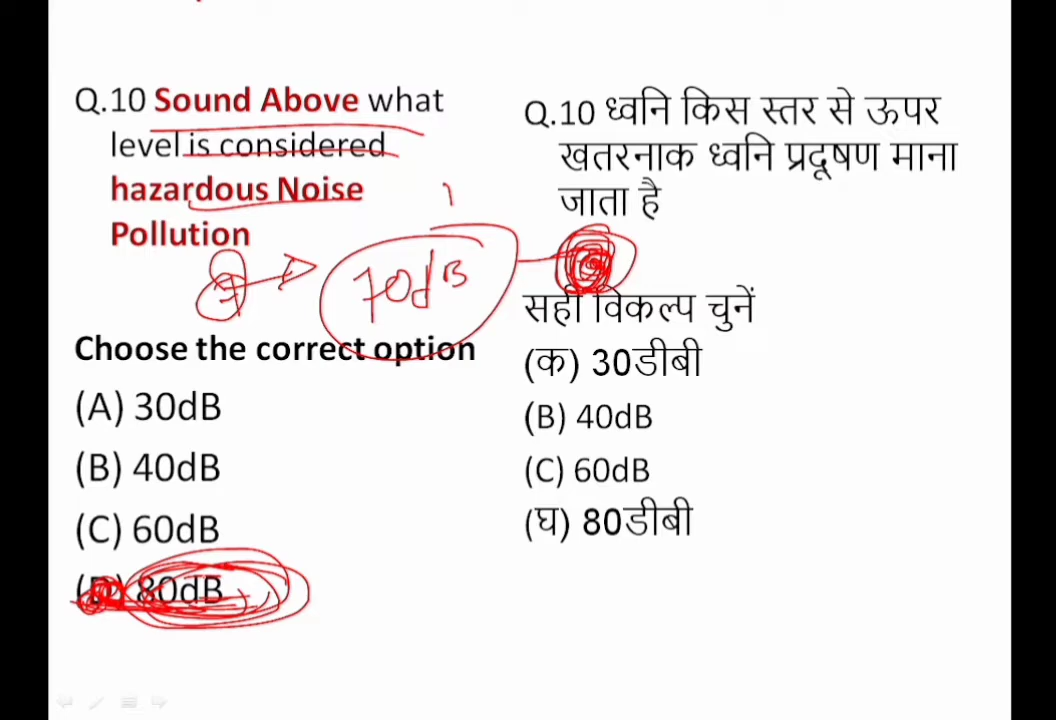 Q.10 Sound Above what
level is considered
hazardous Noise
Pollution
70dB
Choose the correct option
(A) 30dB
(B) 40dB
(C) 60dB
(D) 80dB
Q.10 ध्वनि किस स्तर से ऊपर
खतरनाक ध्वनि प्रदूषण माना
जाता है
सही विकल्प चुनें
(क) 30डीबी
(B) 40dB
(C) 60dB
(घ) 80डीबी